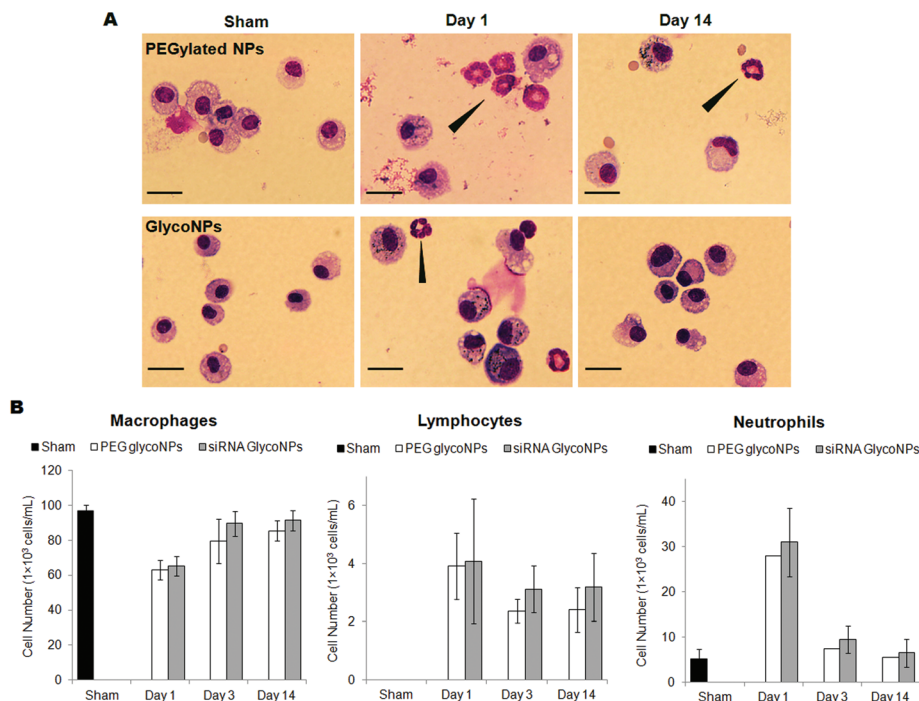 A
Sham
Day 1
Day 14
PEGylated NPs
GlycoNPs
B
Macrophages
Sham PEG glycoNPs siRNA GlycoNPs
Cell Number (1×10³ cells/mL)
120
100
80
60
40
20
0
Sham Day 1 Day 3 Day 14
Lymphocytes
Sham PEG glycoNPs siRNA GlycoNPs
Cell Number (1×10³ cells/mL)
6
4
2
0
Sham Day 1 Day 3 Day 14
Neutrophils
Sham PEG glycoNPs siRNA GlycoNPs
Cell Number (1×10³ cells/mL)
40
30
20
10
0
Sham Day 1 Day 3 Day 14